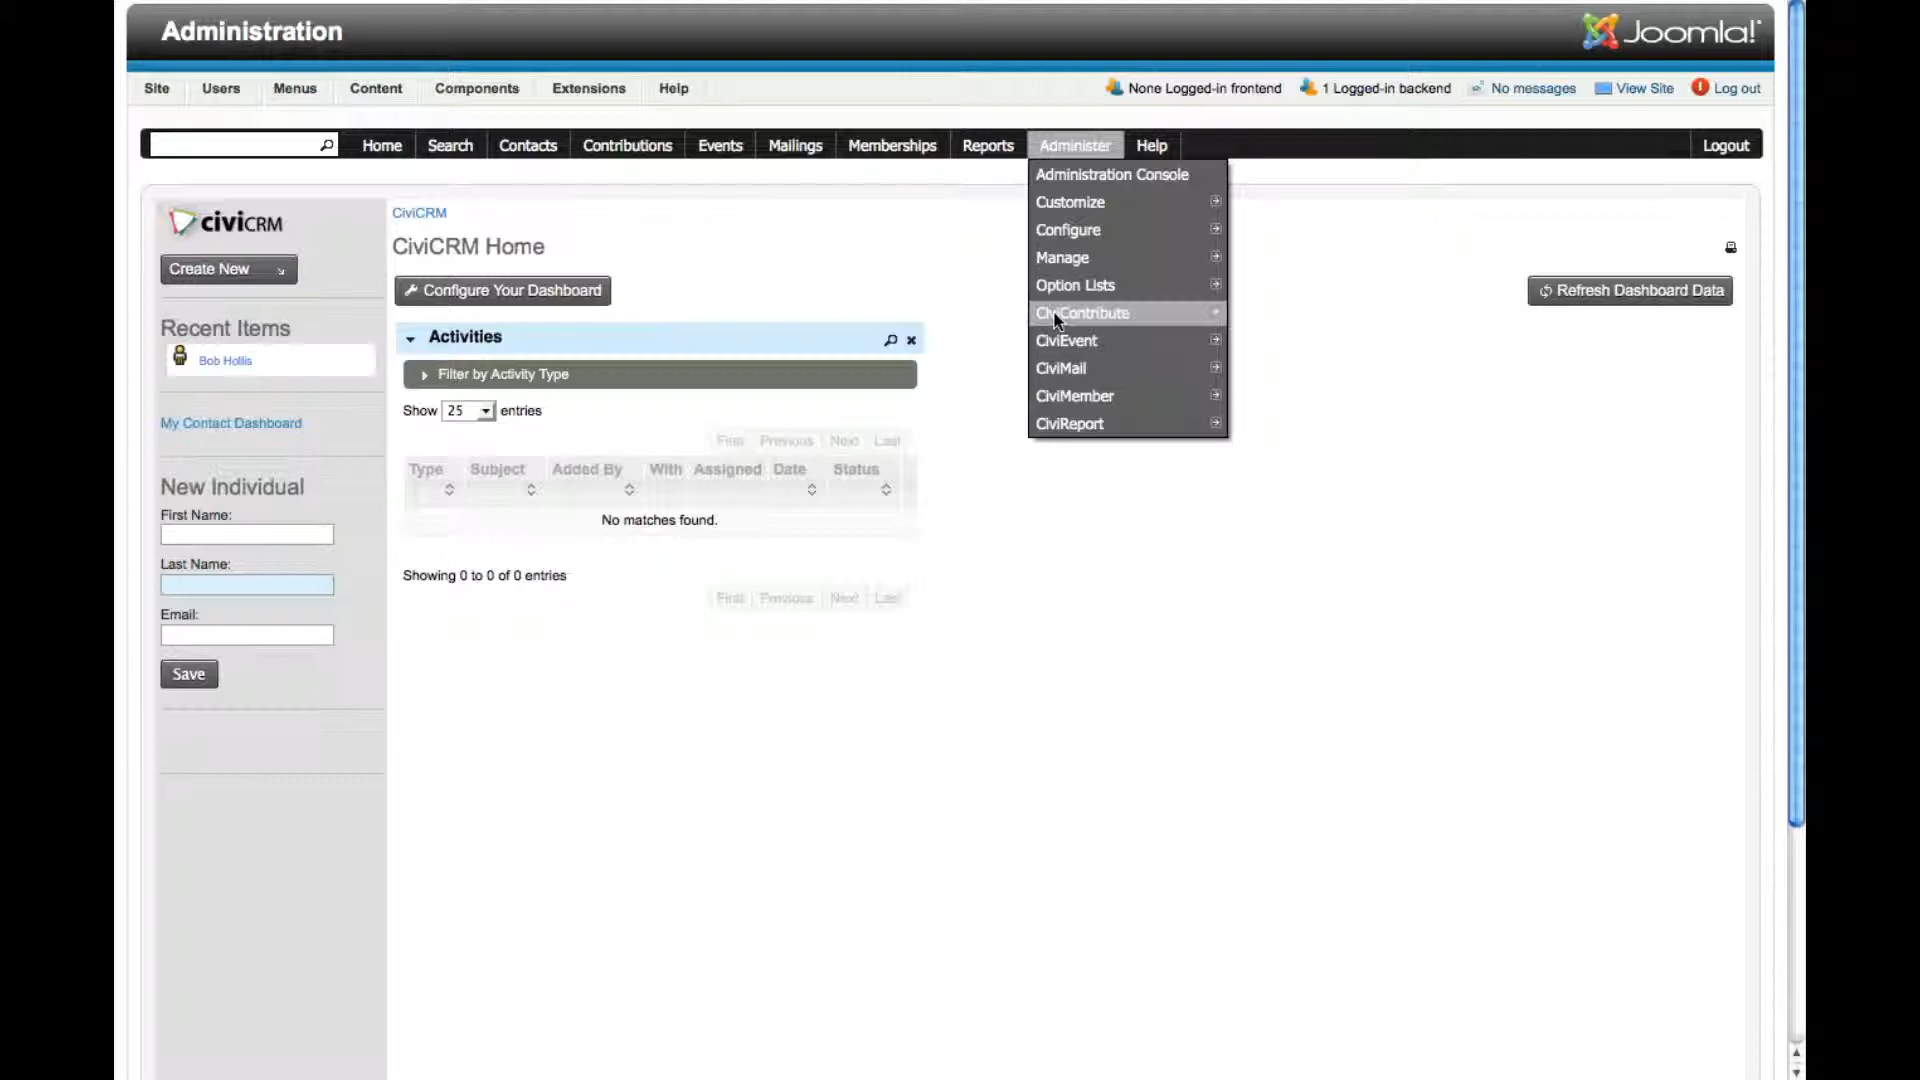 Administration
Joomla!
Site Users Menus Content Components Extensions Help None Logged-in frontend 1 Logged-in backend No messages View Site Log out
Home Search Contacts Contributions Events Mailings Memberships Reports Administer Help Logout
Administration Console
Customize
Configure
Manage
Option Lists
CiviContribute
CiviEvent
CiviMail
CiviMember
CiviReport
civiCRM
Create New
Recent Items
Bob Hollis
My Contact Dashboard
New Individual
First Name:
Last Name:
Email:
Save
CiviCRM
CiviCRM Home
Configure Your Dashboard
Refresh Dashboard Data
Activities
Filter by Activity Type
Show 25 entries
First Previous Next Last
Type Subject Added By With Assigned Date Status
No matches found.
Showing 0 to 0 of 0 entries
First Previous Next Last